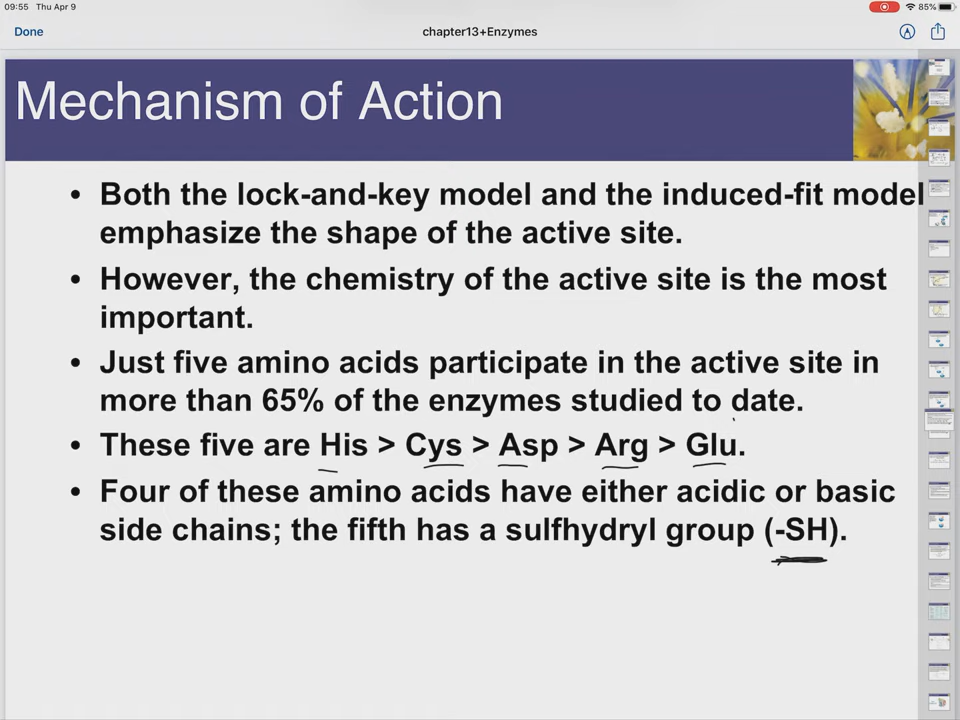 09:55 Thu Apr 9 85%
Done chapter13+Enzymes
Mechanism of Action
• Both the lock-and-key model and the induced-fit model
emphasize the shape of the active site.
• However, the chemistry of the active site is the most
important.
• Just five amino acids participate in the active site in
more than 65% of the enzymes studied to date.
• These five are His > Cys > Asp > Arg > Glu.
• Four of these amino acids have either acidic or basic
side chains; the fifth has a sulfhydryl group (-SH).